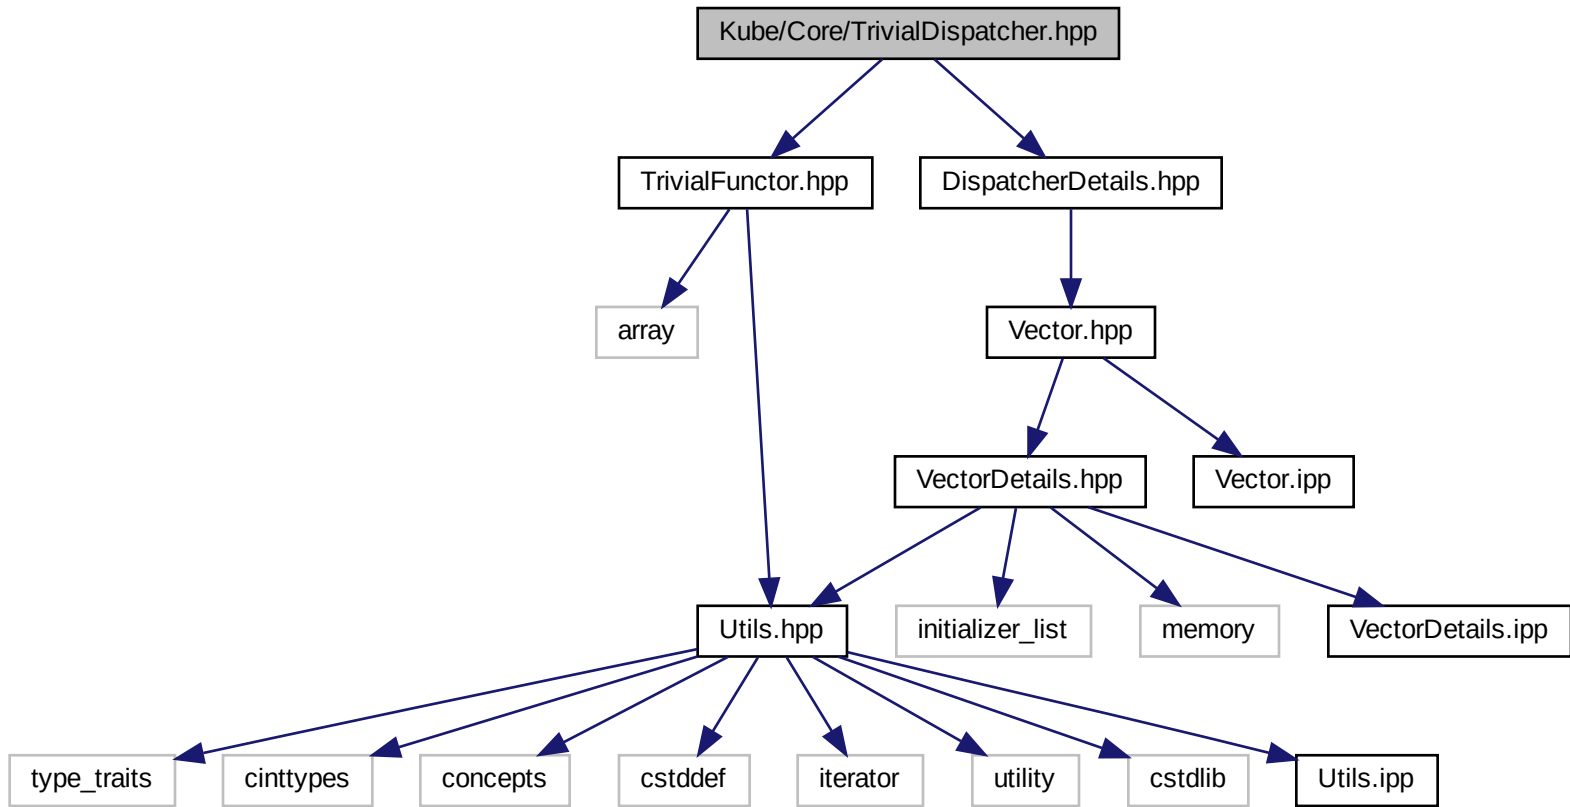 Kube/Core/TrivialDispatcher.hpp
TrivialFunctor.hpp
DispatcherDetails.hpp
array
Vector.hpp
VectorDetails.hpp
Vector.ipp
Utils.hpp
initializer_list
memory
VectorDetails.ipp
type_traits
cinttypes
concepts
cstddef
iterator
utility
cstdlib
Utils.ipp